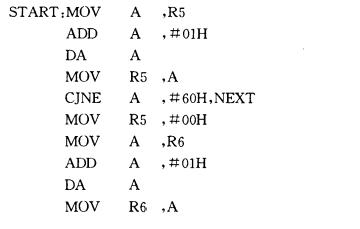 START:MOV A ,R5
ADD A ,#01H
DA A
MOV R5 ,A
CJNE A ,#60H,NEXT
MOV R5 ,#00H
MOV A ,R6
ADD A ,#01H
DA A
MOV R6 ,A